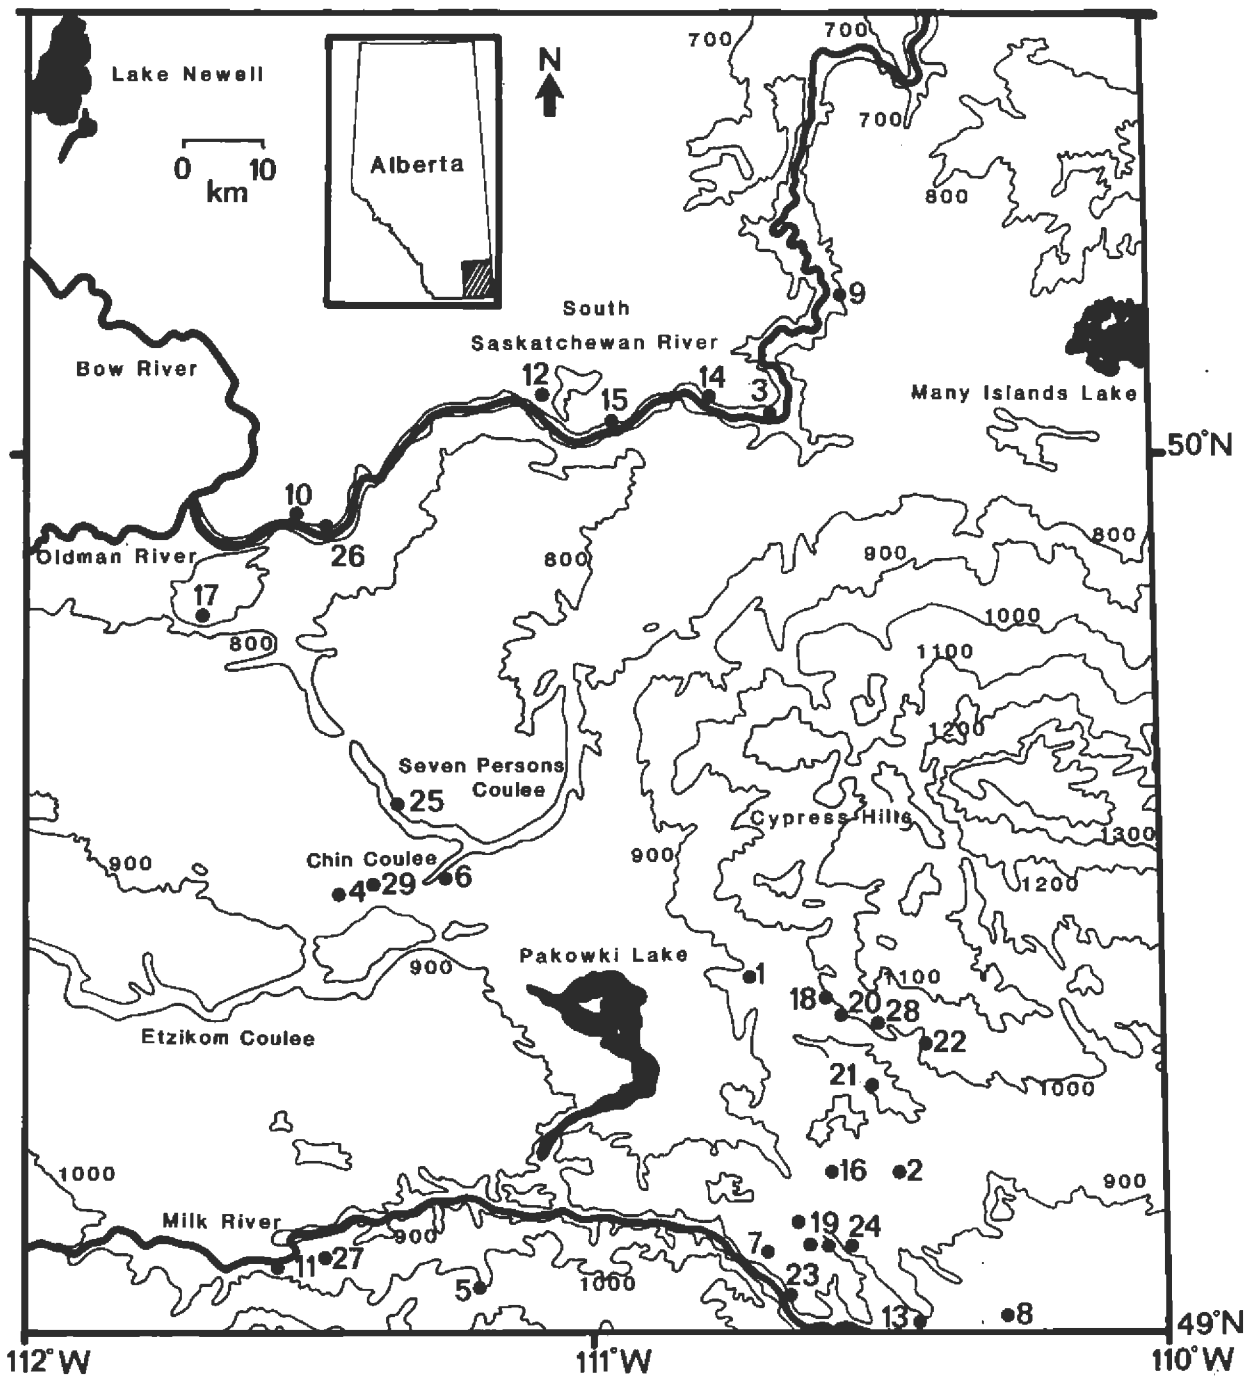 700
700
Lake Newell
N
Alberta
0 10
km
700
800
9
South
Saskatchewan River
Bow River
12
14
3
15
Many Islands Lake
50°N
10
26
Oldman River
800
900
800
17
800
1000
1100
1200
Seven Persons
Coulee
25
Cypress Hills
1300
900
Chin Coulee
900
4
29
6
1200
900
Pakowki Lake
1
1100
18
20
28
Etzikom Coulee
22
21
1000
1000
16
2
900
Milk River
900
19
24
7
11
27
5
1000
23
13
8
49°N
112°W
111°W
110°W